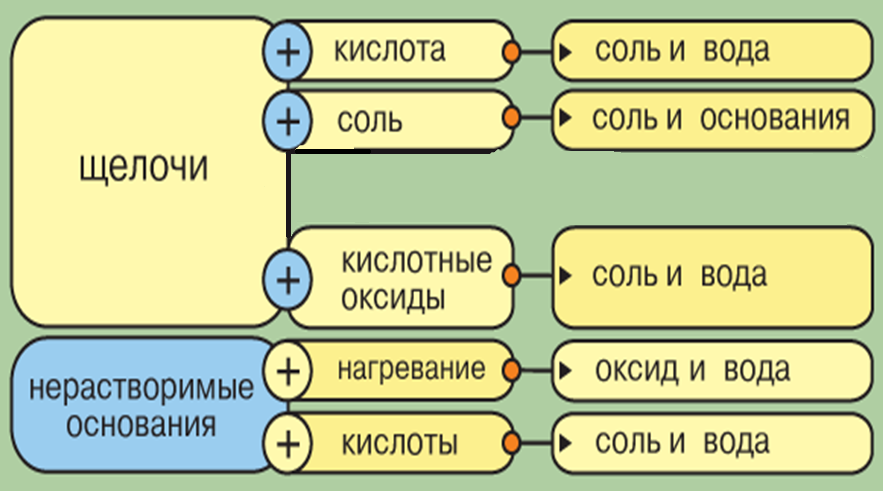 щелочи
+ кислота
соль и вода
+ соль
соль и основания
+ кислотные
оксиды
соль и вода
нерастворимые
основания
+ нагревание
оксид и вода
+ кислоты
соль и вода